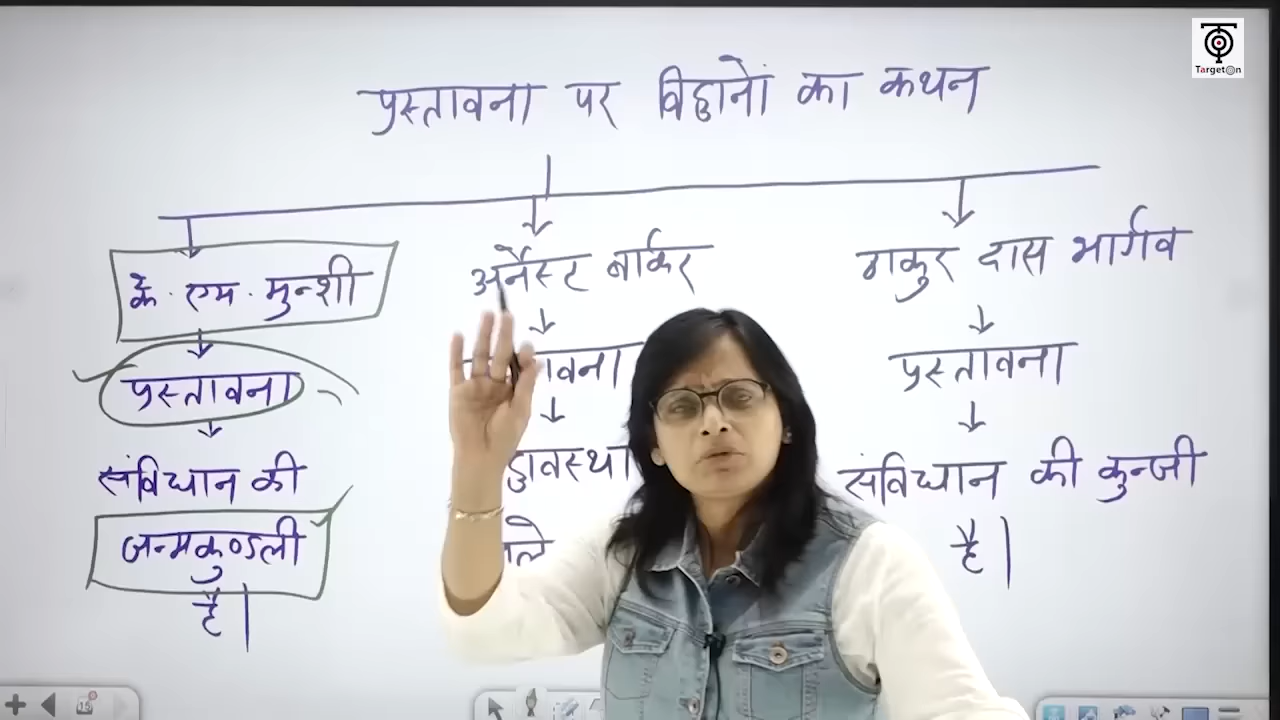 Target@n
प्रस्तावना पर विद्वानों का कथन
के. एम. मुन्शी
प्रस्तावना
संविधान की
जन्मकुण्डली
है।
अर्नेस्ट बार्कर
ठाकुर दास भार्गव
प्रस्तावना
संविधान की कुन्जी
है।